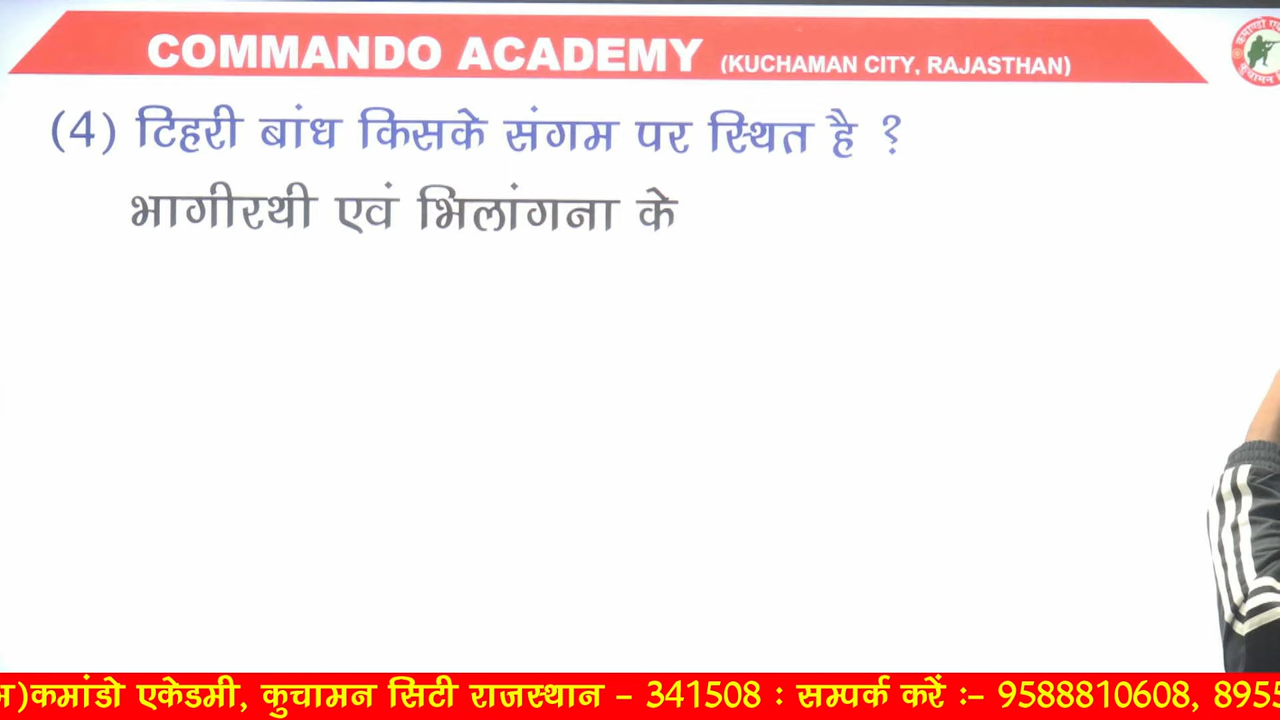 COMMANDO ACADEMY (KUCHAMAN CITY, RAJASTHAN)
(4) टिहरी बांध किसके संगम पर स्थित है ?
भागीरथी एवं भिलांगना के
कमांडो एकेडमी, कुचामन सिटी राजस्थान - 341508 : सम्पर्क करें :- 9588810608, 8955